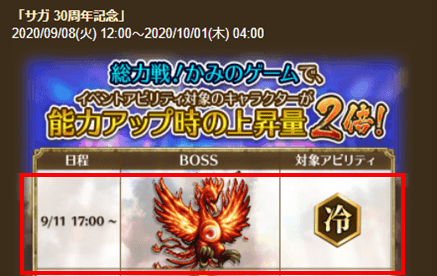 「サガ 30周年記念」
2020/09/08(火) 12:00～2020/10/01(木) 04:00
総力戦！かみのゲームで、
イベントアビリティ対象のキャラクターが
能力アップ時の上昇量2倍！
日程 BOSS 対象アビリティ
9/11 17:00～ 冷